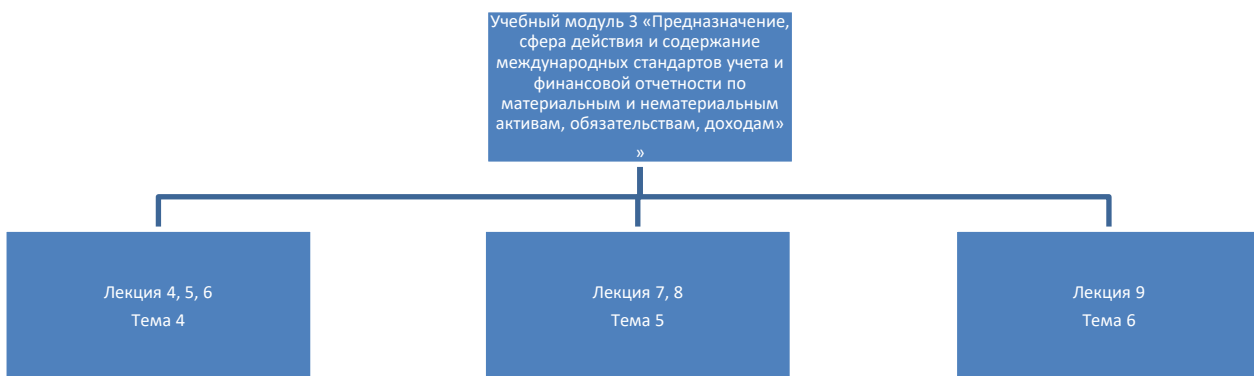 Учебный модуль 3 «Предназначение,
сфера действия и содержание
международных стандартов учета и
финансовой отчетности по
материальным и нематериальным
активам, обязательствам, доходам»
»
Лекция 4, 5, 6
Тема 4
Лекция 7, 8
Тема 5
Лекция 9
Тема 6